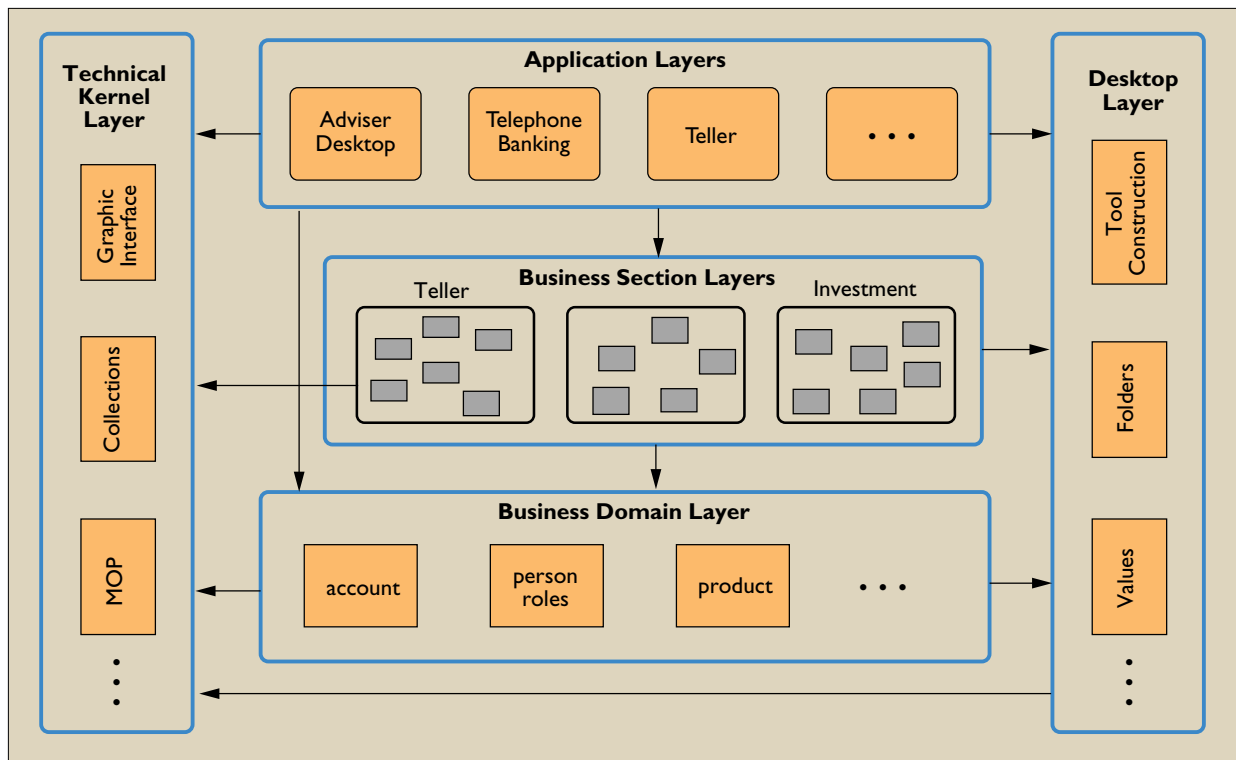 Technical
Kernel
Layer
Graphic
Interface
Collections
MOP
• • •
Application Layers
Adviser
Desktop
Telephone
Banking
Teller
• • •
Business Section Layers
Teller
Investment
Business Domain Layer
account
person
roles
product
• • •
Desktop
Layer
Tool
Construction
Folders
Values
• • •